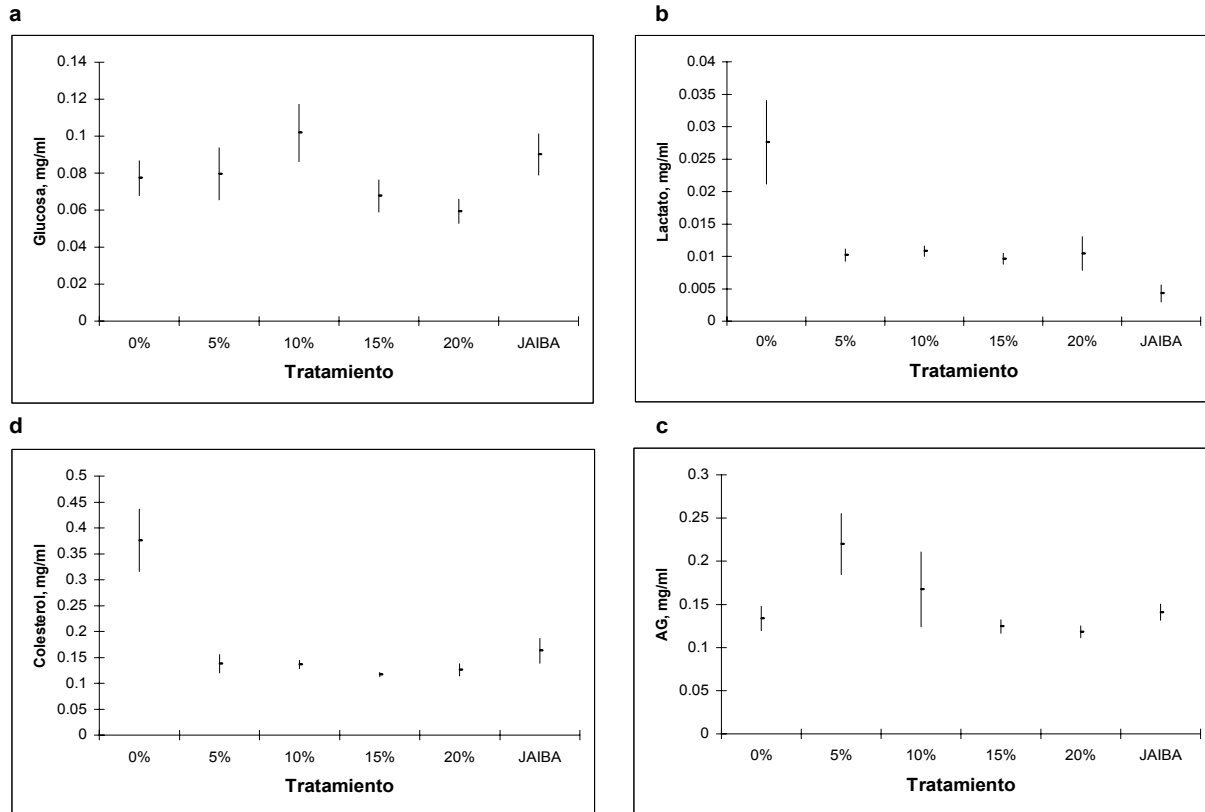 a
Glucosa, mg/ml
0.14
0.12
0.1
0.08
0.06
0.04
0.02
0
0% 5% 10% 15% 20% JAIBA
Tratamiento
b
Lactato, mg/ml
0.04
0.035
0.03
0.025
0.02
0.015
0.01
0.005
0
0% 5% 10% 15% 20% JAIBA
Tratamiento
d
Colesterol, mg/ml
0.5
0.45
0.4
0.35
0.3
0.25
0.2
0.15
0.1
0.05
0
0% 5% 10% 15% 20% JAIBA
Tratamiento
c
AG, mg/ml
0.3
0.25
0.2
0.15
0.1
0.05
0
0% 5% 10% 15% 20% JAIBA
Tratamiento